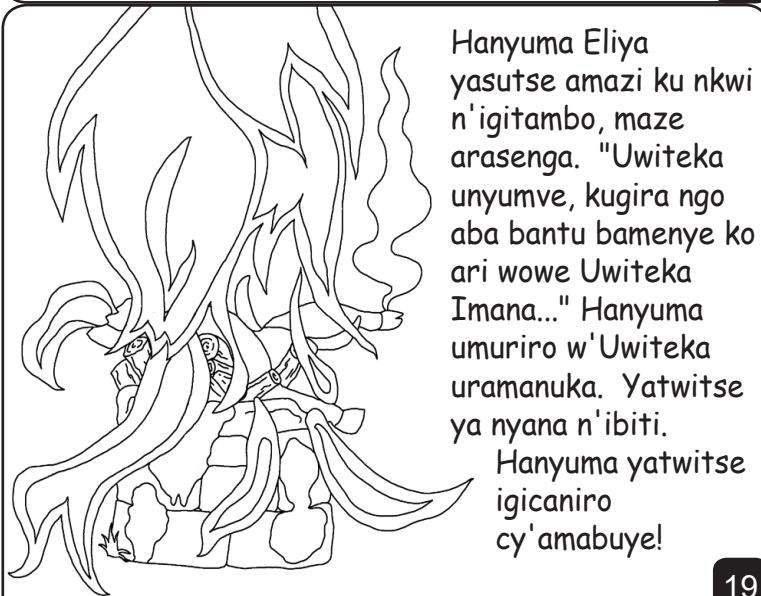 Hanyuma Eliya
yasutse amazi ku nkwi
n'igitambo, maze
arasenga.  "Uwiteka
unyumve, kugira ngo
aba bantu bamenye ko
ari wowe Uwiteka
Imana..." Hanyuma
umuriro w'Uwiteka
uramanuka.  Yatwitse
ya nyana n'ibiti.
Hanyuma yatwitse
igicaniro
cy'amabuye!
19